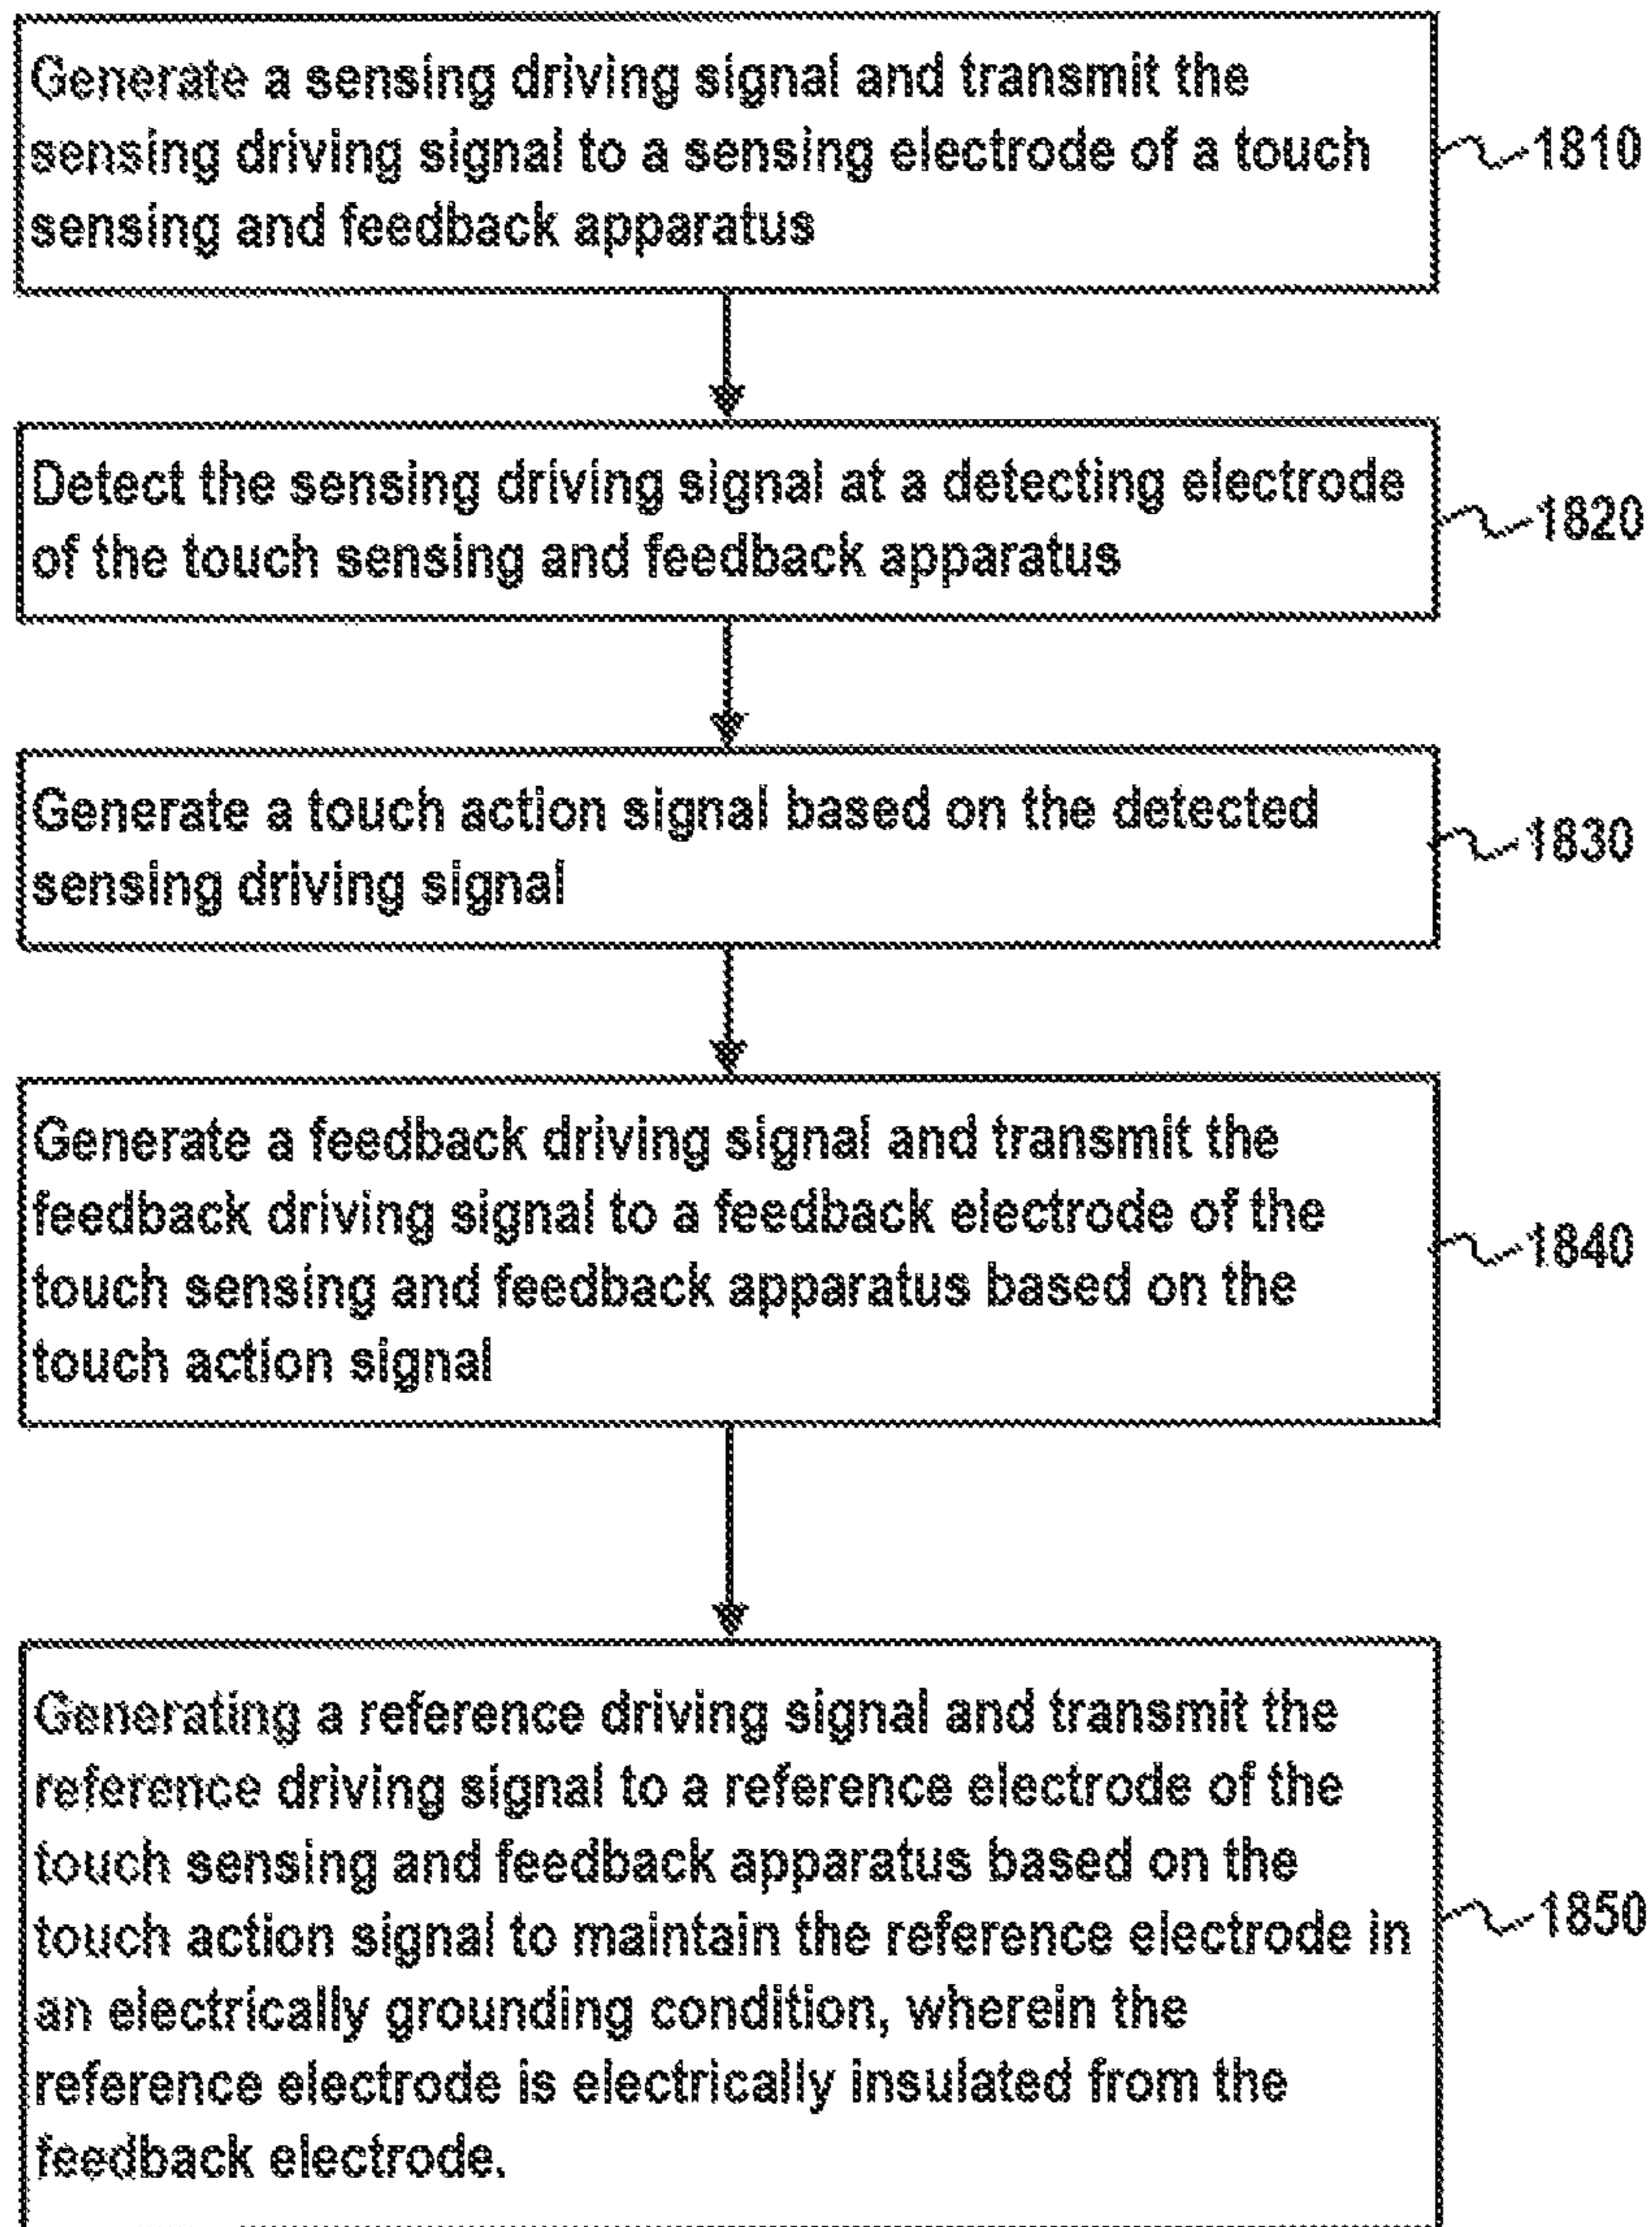 Generate a sensing driving signal and transmit the
sensing driving signal to a sensing electrode of a touch
sensing and feedback apparatus
1810
Detect the sensing driving signal at a detecting electrode
of the touch sensing and feedback apparatus
1820
Generate a touch action signal based on the detected
sensing driving signal
1830
Generate a feedback driving signal and transmit the
feedback driving signal to a feedback electrode of the
touch sensing and feedback apparatus based on the
touch action signal
1840
Generating a reference driving signal and transmit the
reference driving signal to a reference electrode of the
touch sensing and feedback apparatus based on the
touch action signal to maintain the reference electrode in
an electrically grounding condition, wherein the
reference electrode is electrically insulated from the
feedback electrode.
1850